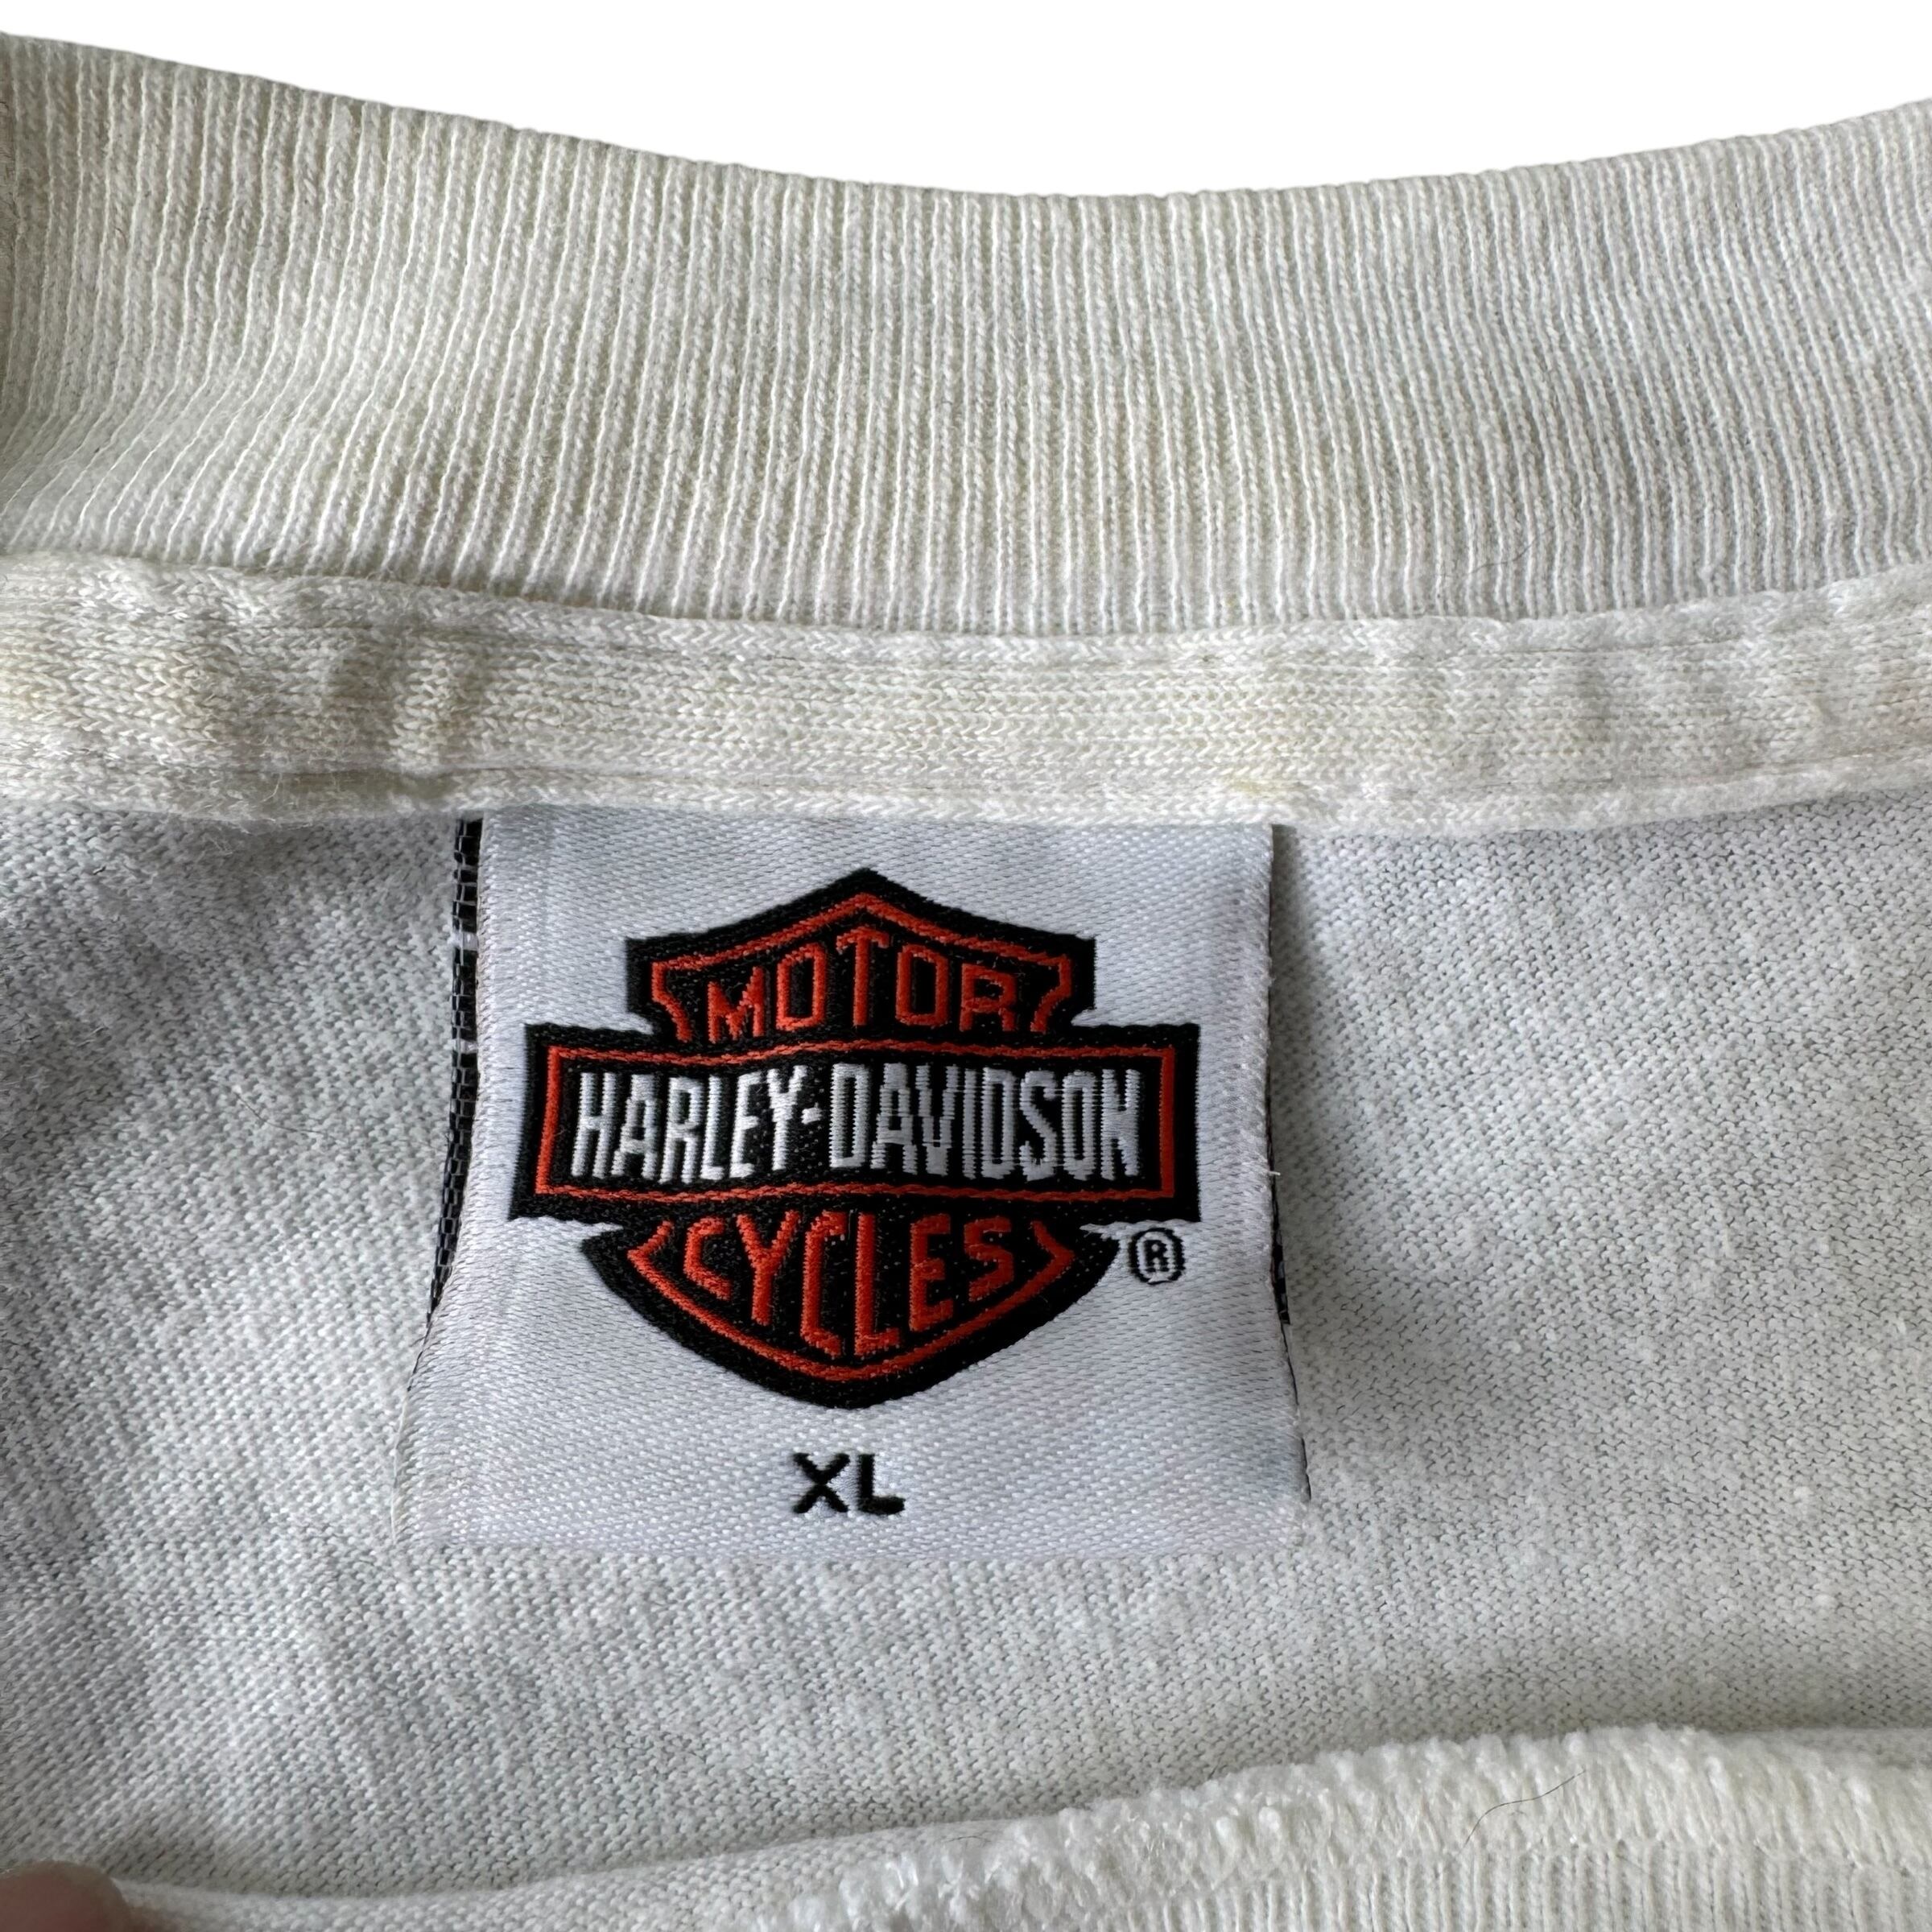 MOTOR
HARLEY-DAVIDSON
CYCLES
®
XL